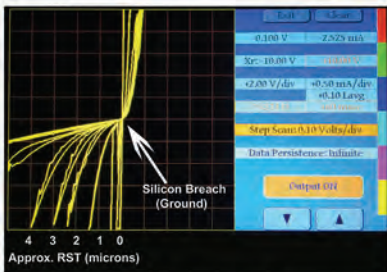 Exit Clear
0.100 V 2.525 mA
Xr: -10.00 V
+2.00 V/div +0.50 mA/div
+0.10 Lavg
Step Scan: 0.10 Volts/div
Data Persistence: Infinite
Output ON
Silicon Breach
(Ground)
4 3 2 1 0
Approx. RST (microns)